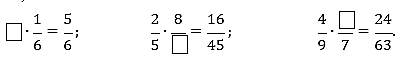 □ · 1/6 = 5/6; 2/5 · 8/□ = 16/45; 4/9 · □/7 = 24/63.